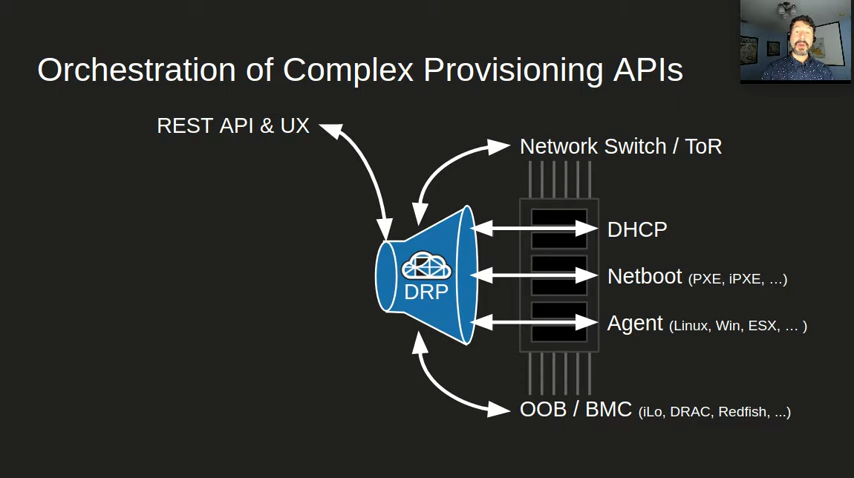 Orchestration of Complex Provisioning APIs
REST API & UX
Network Switch / ToR
DHCP
Netboot (PXE, iPXE, …)
DRP
Agent (Linux, Win, ESX, … )
OOB / BMC (iLo, DRAC, Redfish, ...)